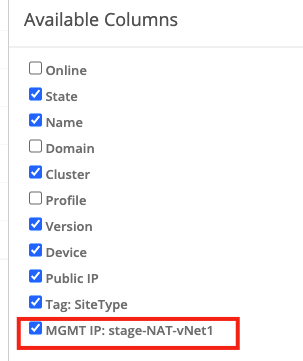 Available Columns
Online
State
Name
Domain
Cluster
Profile
Version
Device
Public IP
Tag: SiteType
MGMT IP: stage-NAT-vNet1